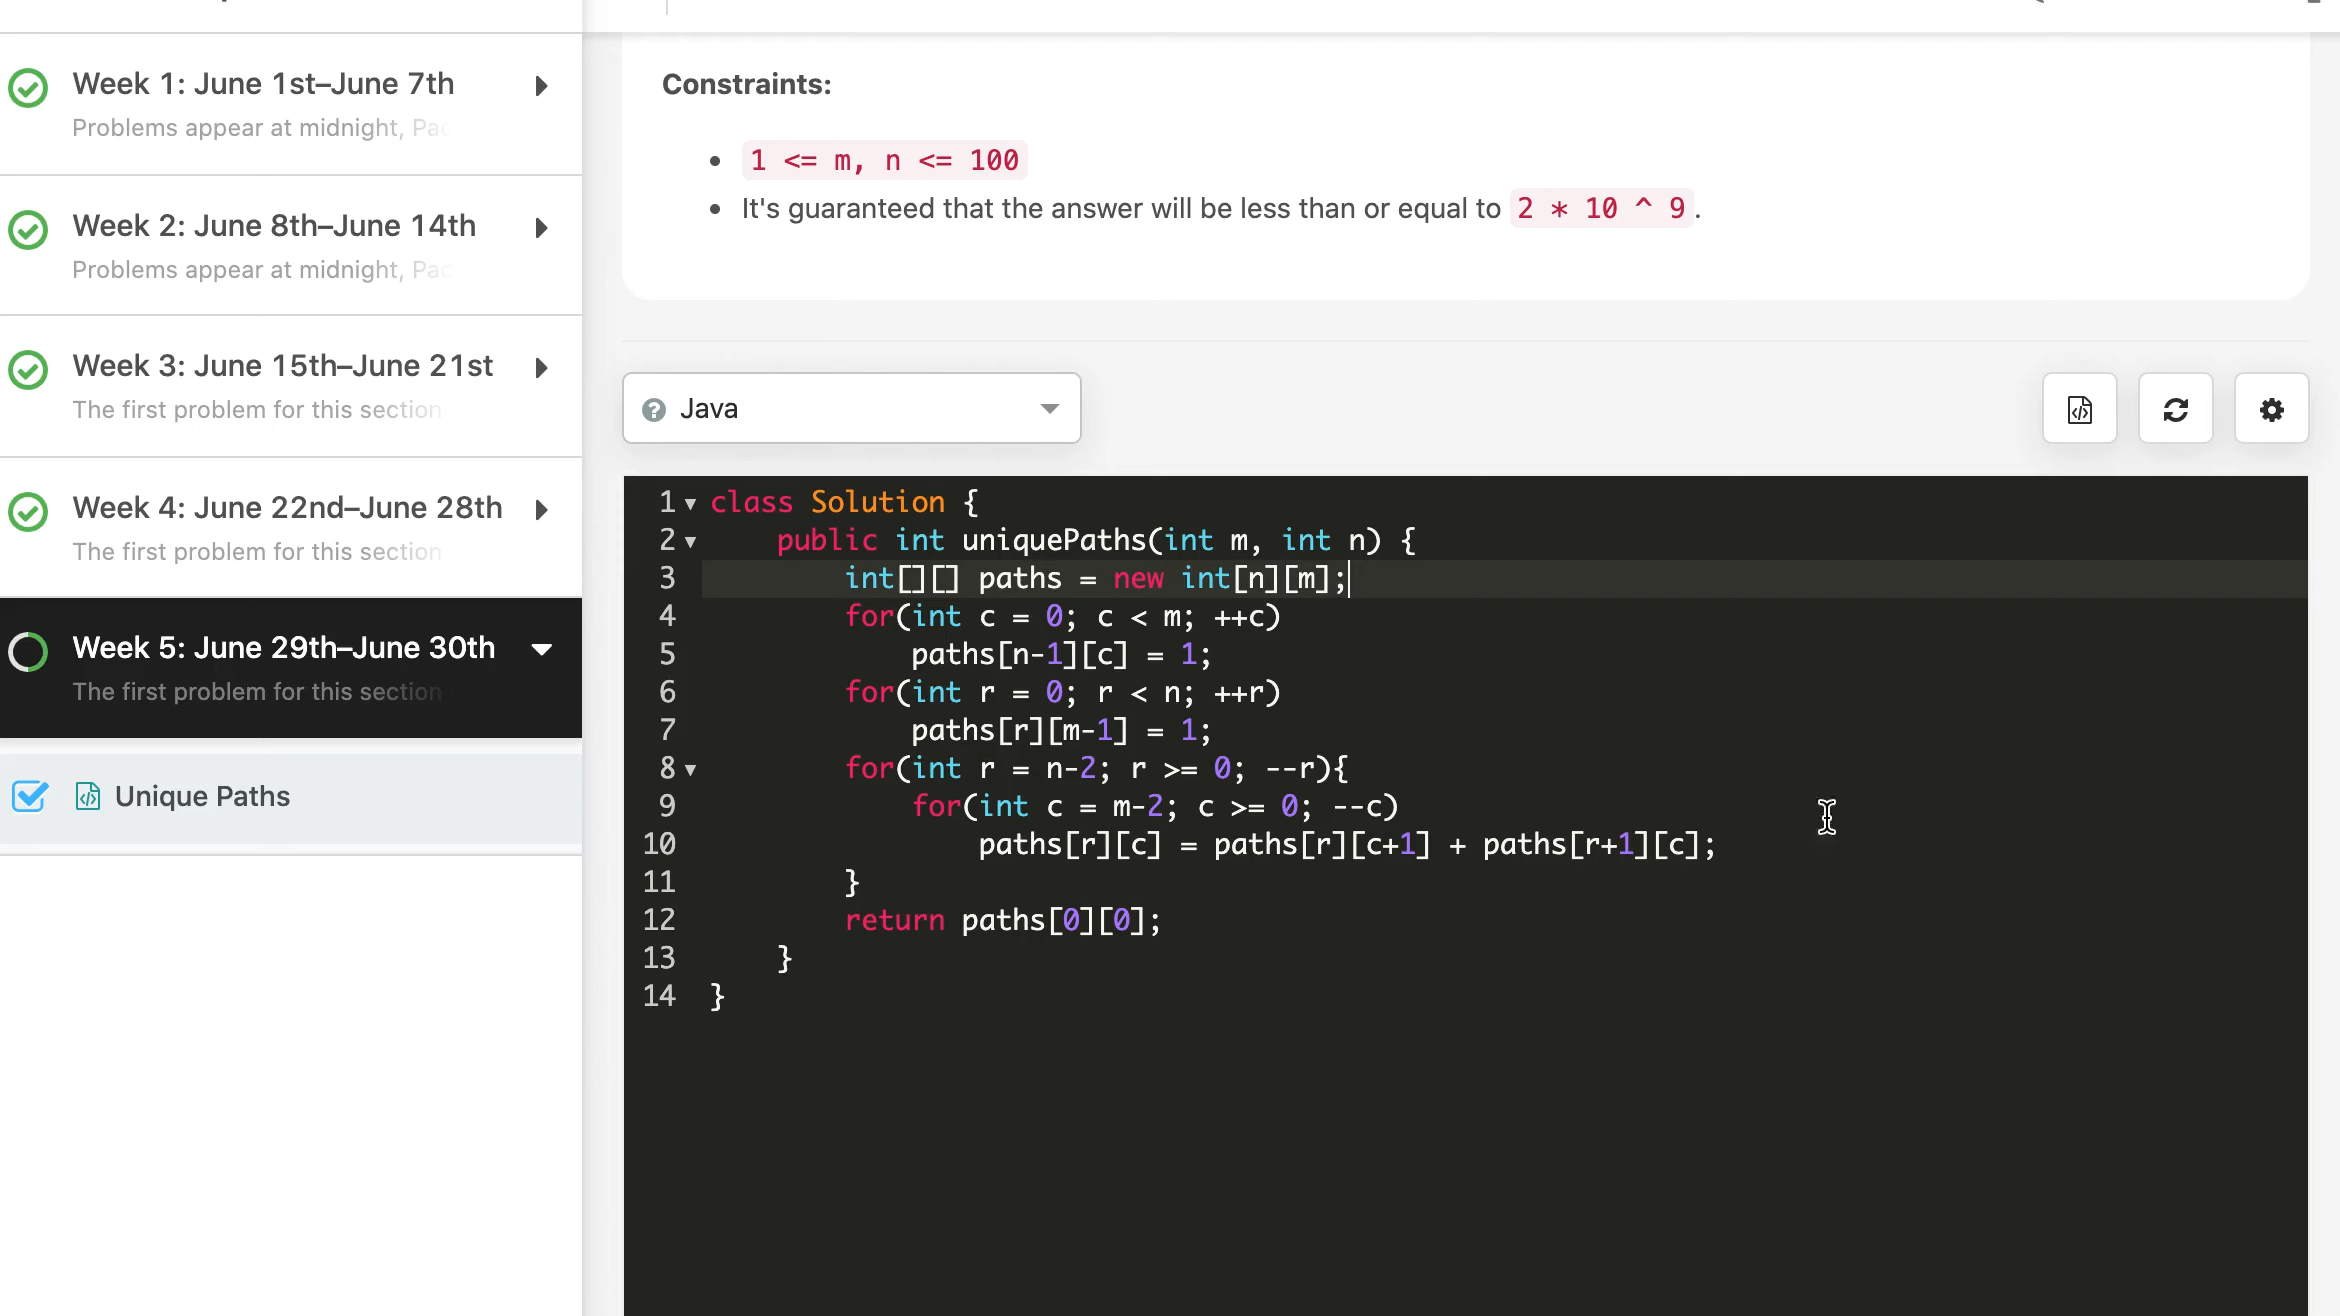 Week 1: June 1st–June 7th
Problems appear at midnight, Pac
Week 2: June 8th–June 14th
Problems appear at midnight, Pac
Week 3: June 15th–June 21st
The first problem for this section
Week 4: June 22nd–June 28th
The first problem for this section
Week 5: June 29th–June 30th
The first problem for this section
Unique Paths
Constraints:
1 <= m, n <= 100
It's guaranteed that the answer will be less than or equal to 2 * 10 ^ 9.
Java
1 class Solution {
2     public int uniquePaths(int m, int n) {
3         int[][] paths = new int[n][m];
4         for(int c = 0; c < m; ++c)
5             paths[n-1][c] = 1;
6         for(int r = 0; r < n; ++r)
7             paths[r][m-1] = 1;
8         for(int r = n-2; r >= 0; --r){
9             for(int c = m-2; c >= 0; --c)
10                 paths[r][c] = paths[r][c+1] + paths[r+1][c];
11         }
12         return paths[0][0];
13     }
14 }